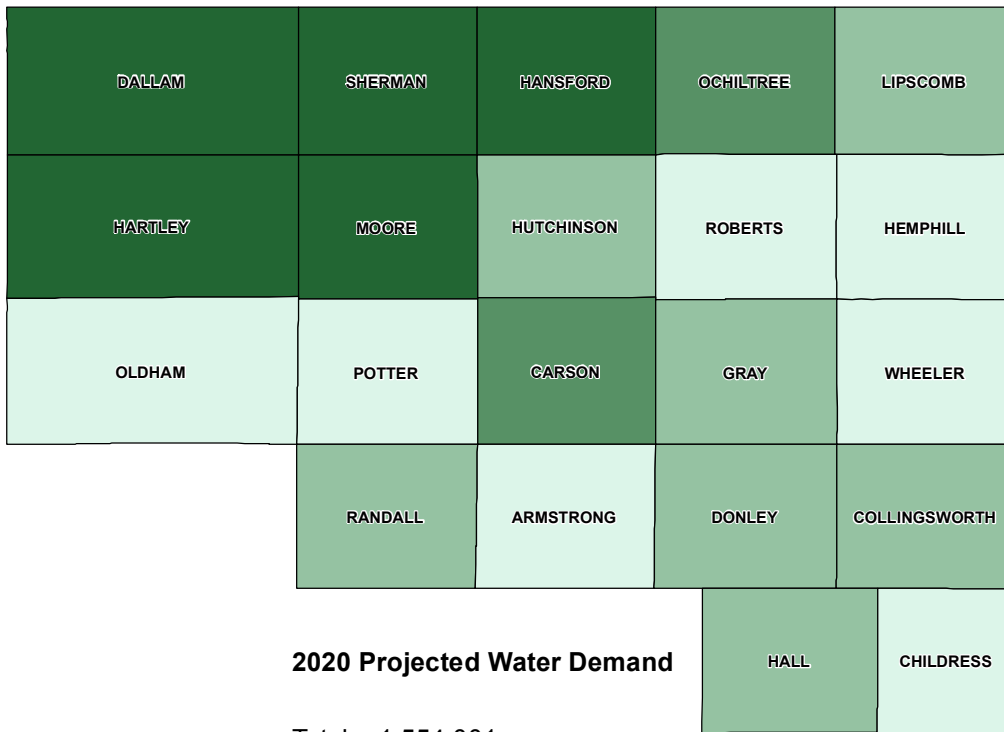 DALLAM SHERMAN HANSFORD OCHILTREE LIPSCOMB
HARTLEY MOORE HUTCHINSON ROBERTS HEMPHILL
OLDHAM POTTER CARSON GRAY WHEELER
RANDALL ARMSTRONG DONLEY COLLINGSWORTH
2020 Projected Water Demand
HALL CHILDRESS